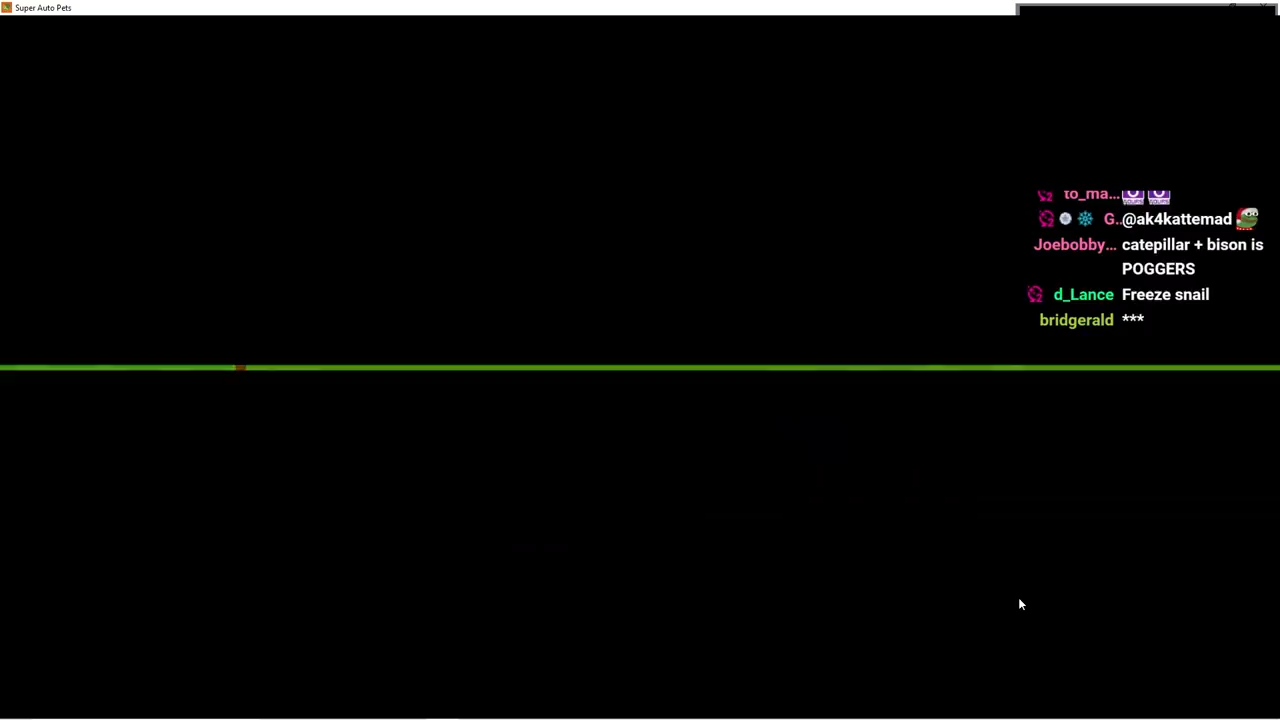 Super Auto Pets
to_ma...
G.. @ak4kattemad
Joebobby... catepillar + bison is
POGGERS
d_Lance Freeze snail
bridgerald ***